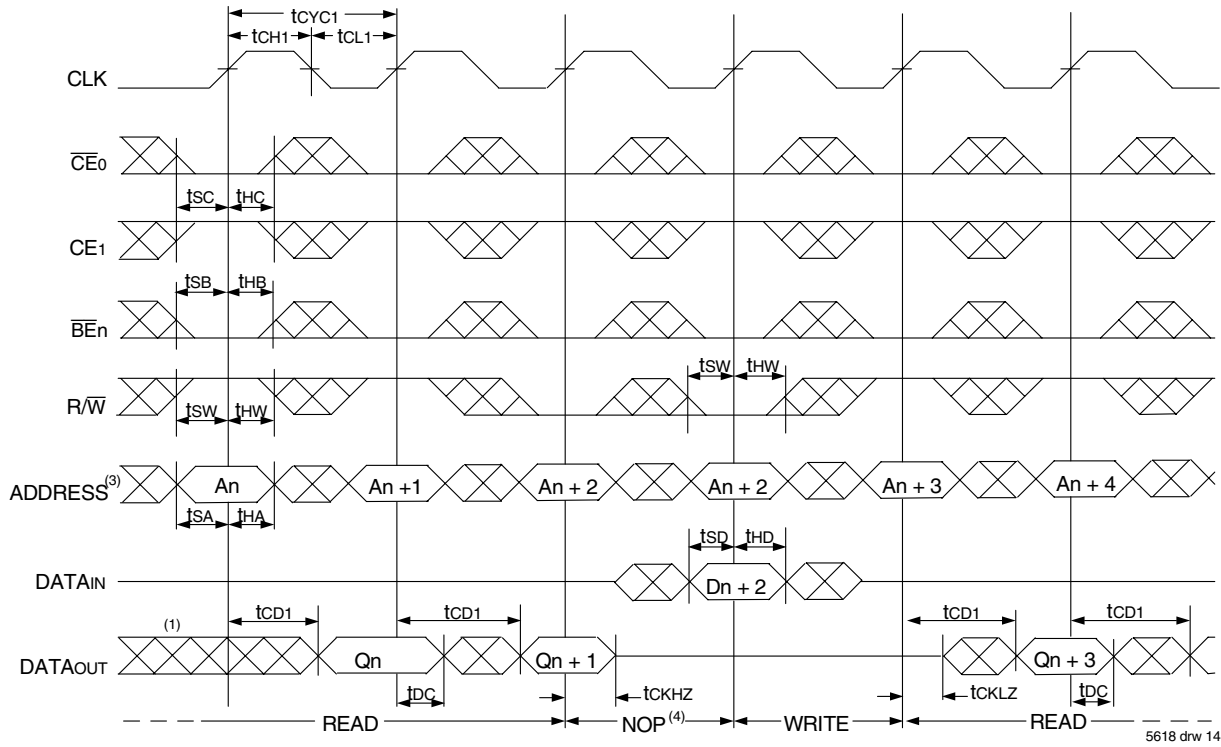 tCYC1
tCH1 tCL1
CLK
CE0
tSC tHC
CE1
tSB tHB
BEn
tSW tHW
R/W
tSW tHW
ADDRESS(3) An An +1 An + 2 An + 2 An + 3 An + 4
tSA tHA
tSD tHD
DATAIN Dn + 2
(1) tCD1 tCD1 tCD1 tCD1
DATAOUT Qn Qn + 1 Qn + 3
tDC tCKHZ tCKLZ tDC
READ NOP(4) WRITE READ
5618 drw 14